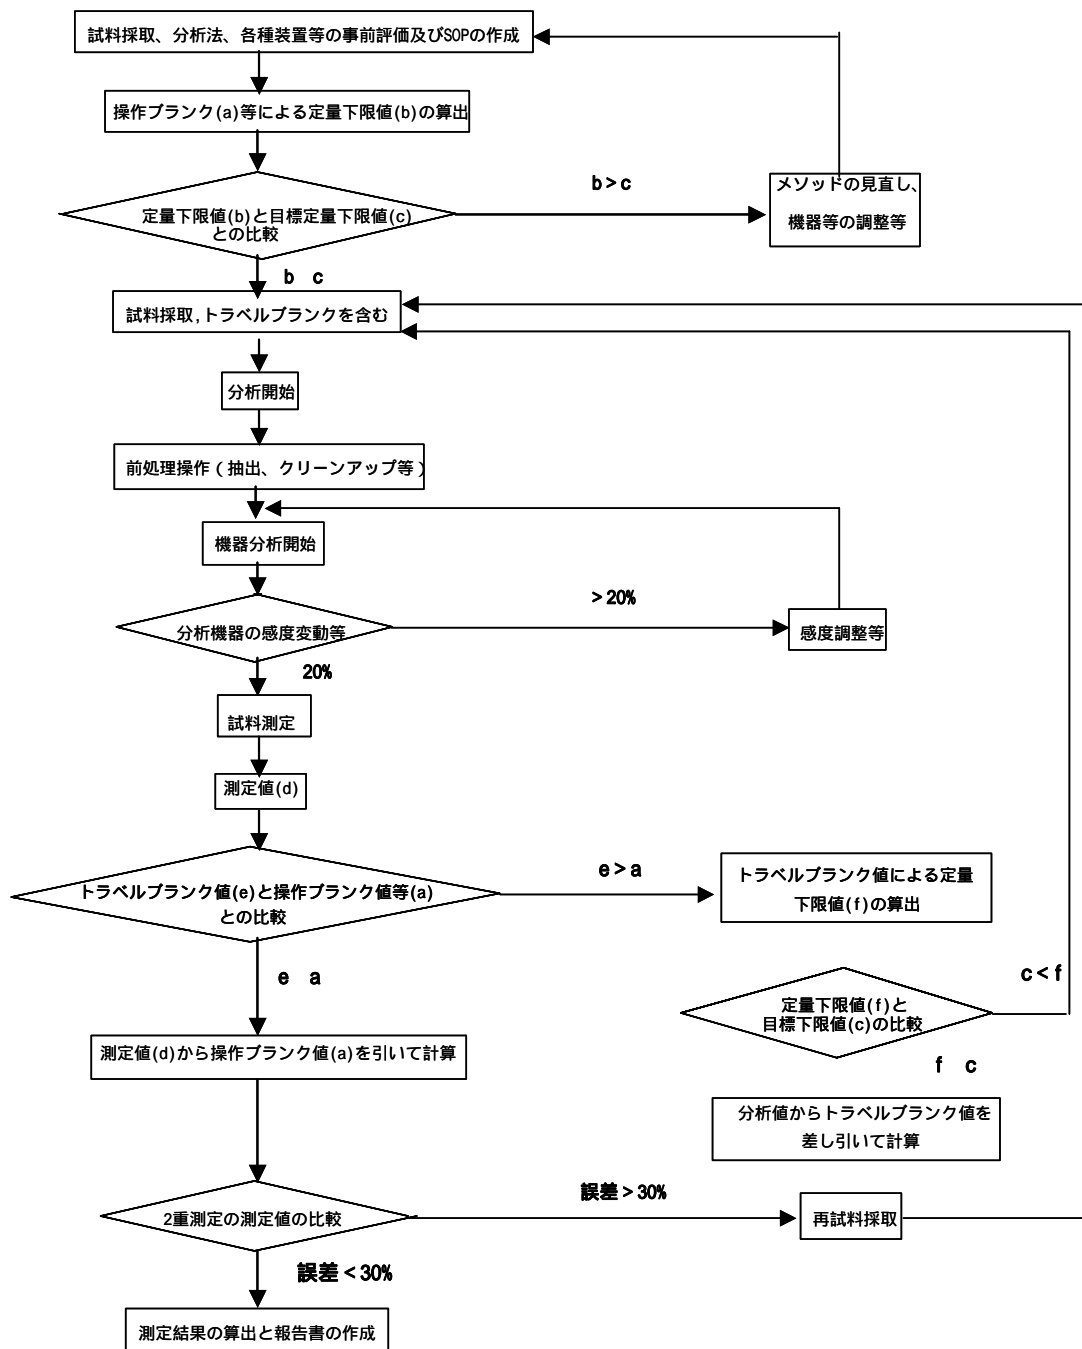 試料採取、分析法、各種装置等の事前評価及びSOPの作成
操作ブランク(a)等による定量下限値(b)の算出
b>c
メソッドの見直し、
機器等の調整等
定量下限値(b)と目標定量下限値(c)
との比較
b c
試料採取,トラベルブランクを含む
分析開始
前処理操作(抽出、クリーンアップ等)
機器分析開始
>20%
分析機器の感度変動等
感度調整等
20%
試料測定
測定値(d)
トラベルブランク値(e)と操作ブランク値等(a)
との比較
e>a
トラベルブランク値による定量
下限値(f)の算出
e a
c<f
定量下限値(f)と
目標下限値(c)の比較
測定値(d)から操作ブランク値(a)を引いて計算
f c
分析値からトラベルブランク値を
差し引いて計算
誤差>30%
2重測定の測定値の比較
再試料採取
誤差<30%
測定結果の算出と報告書の作成